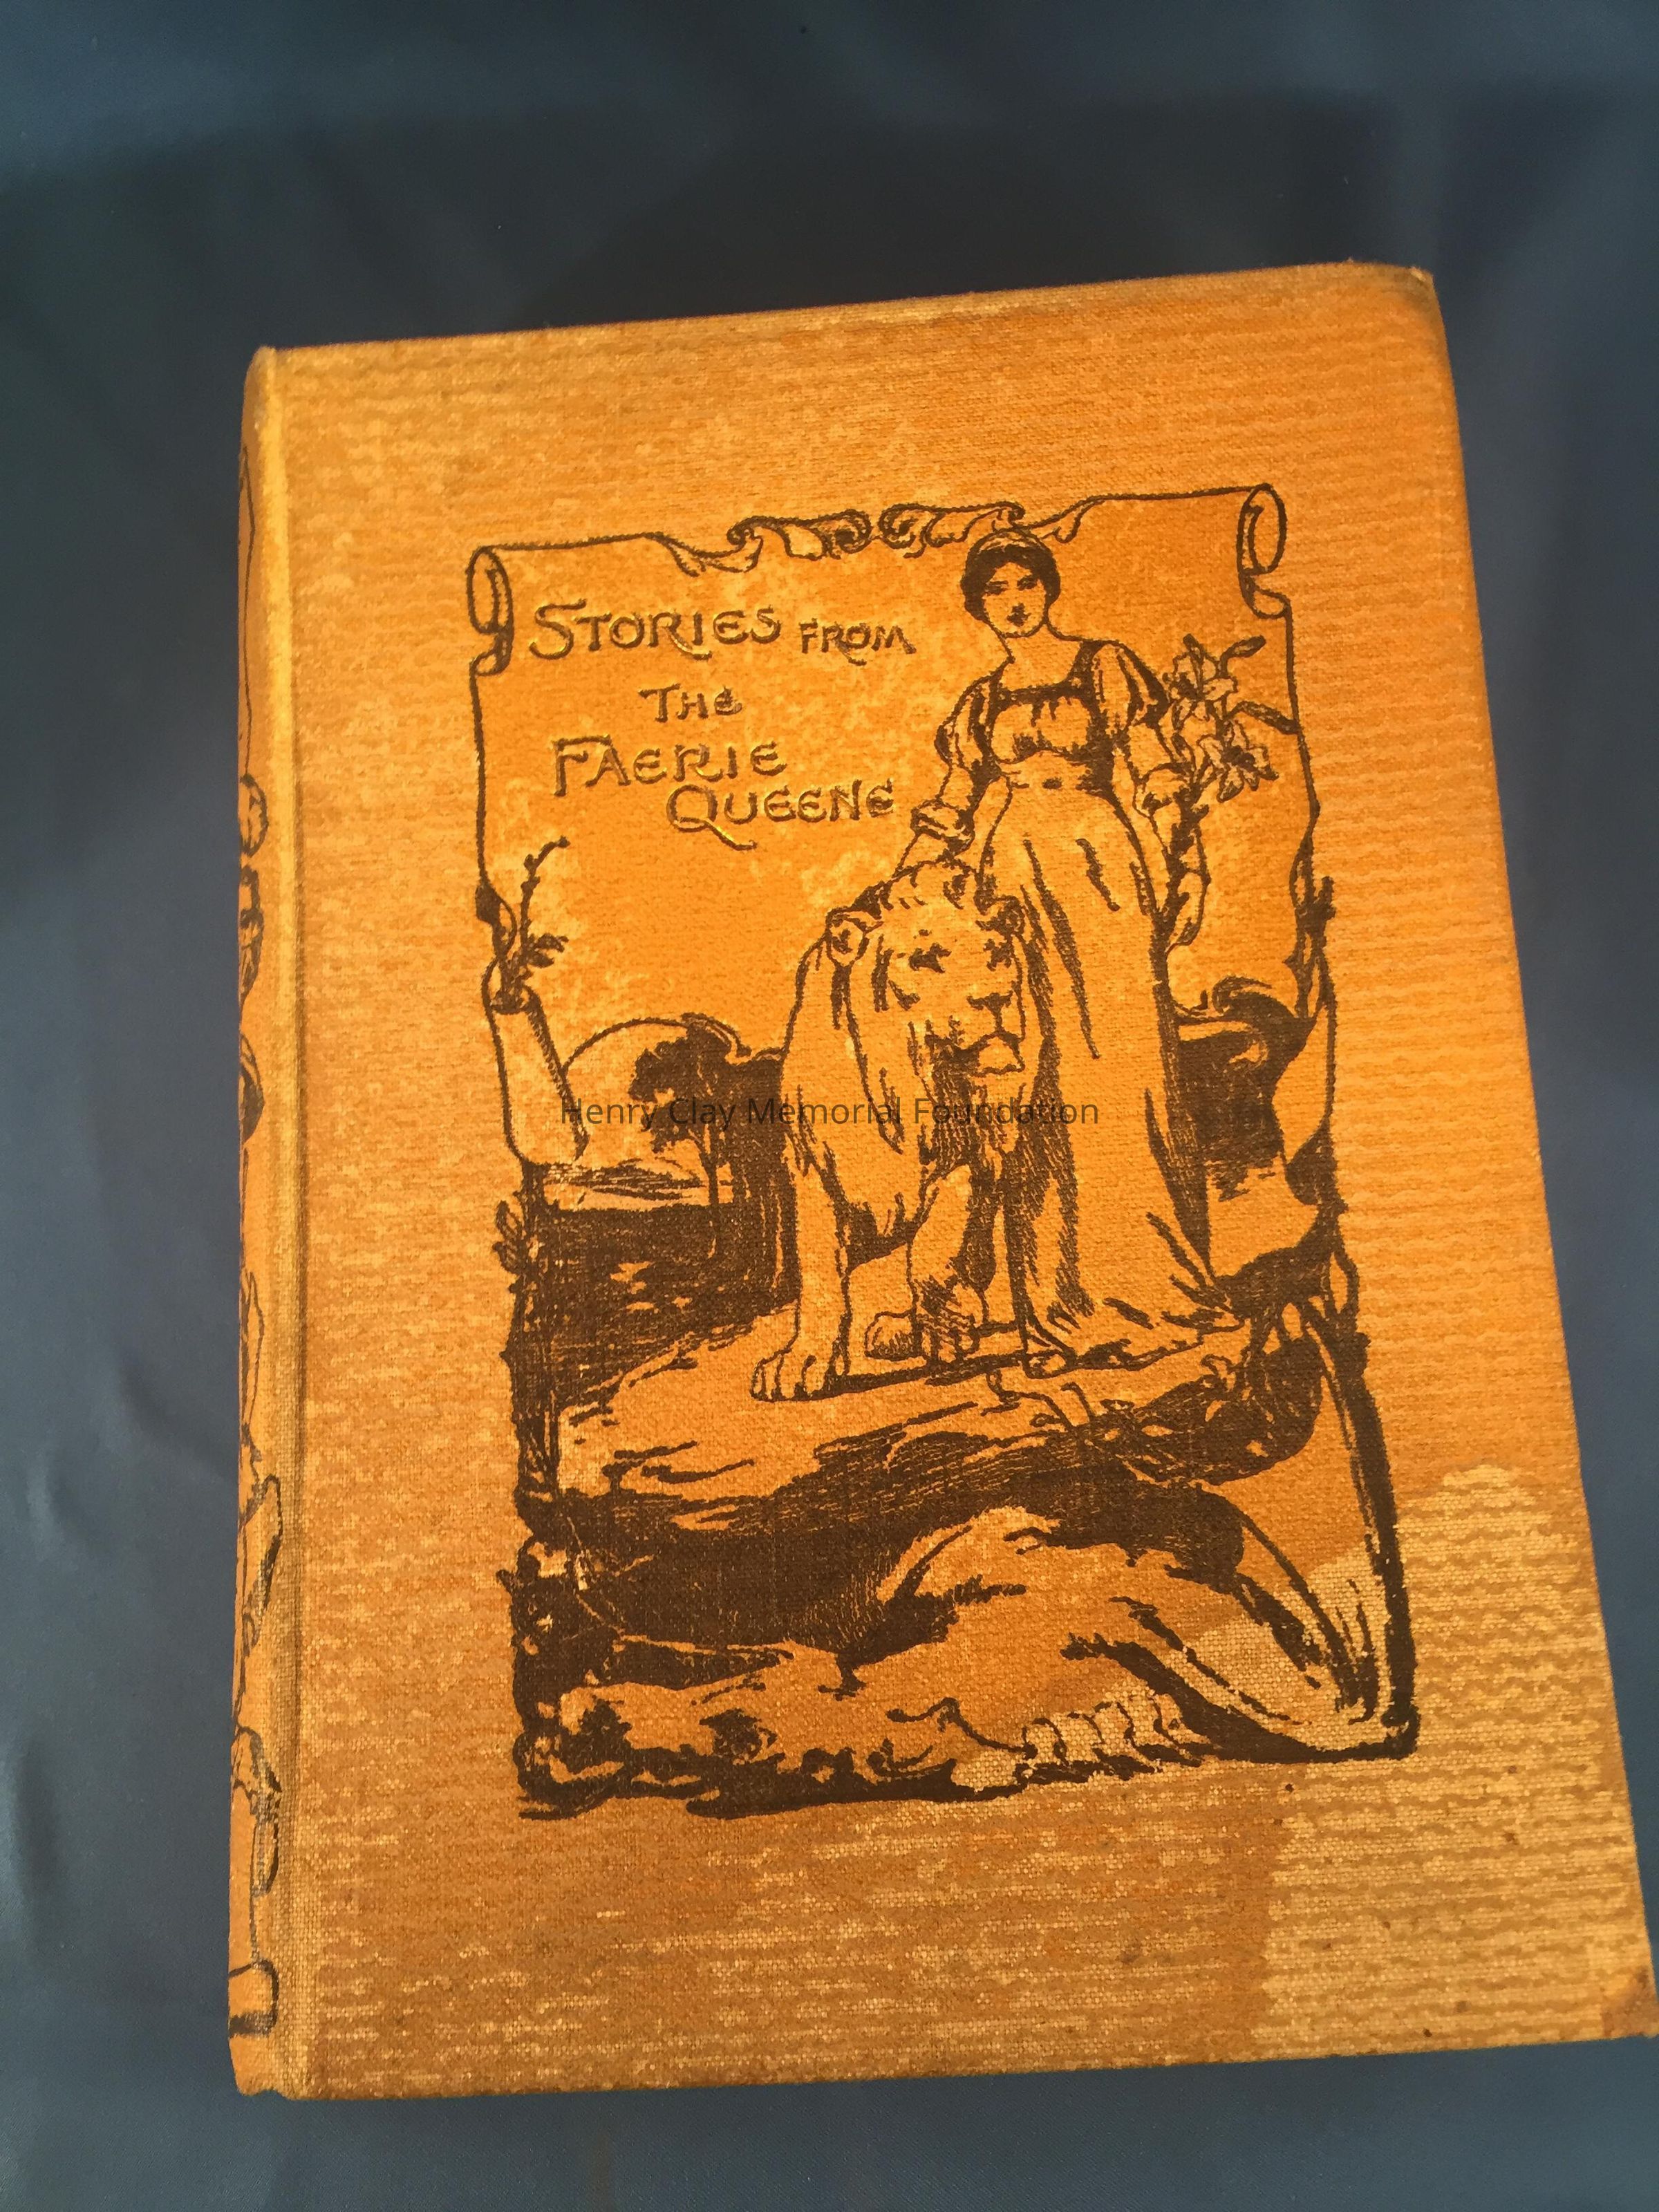 STORIES FROM
THE
FAERIE
QUEENE
Henry Clay Memorial Foundation